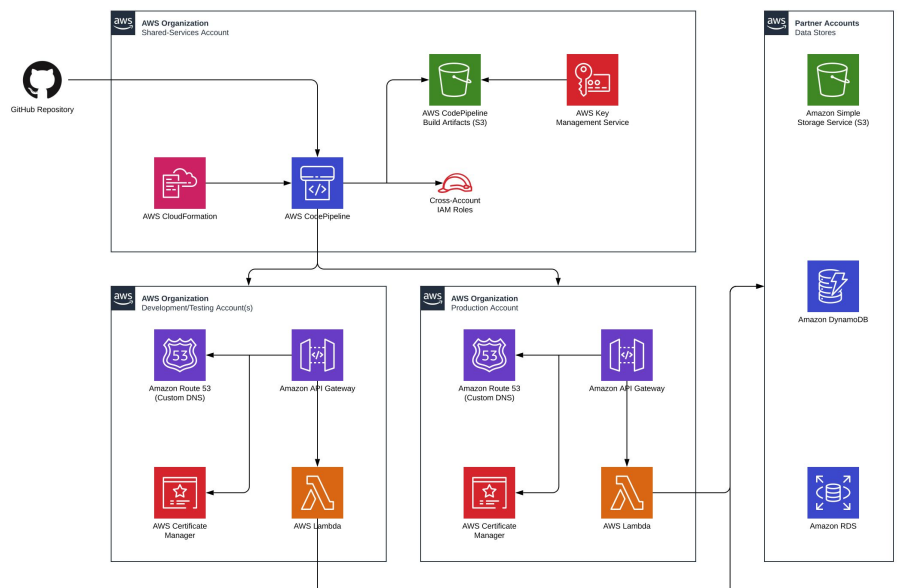 aws
AWS Organization
Shared-Services Account
GitHub Repository
AWS CodePipeline
Build Artifacts (S3)
AWS Key
Management Service
AWS CloudFormation
</>
AWS CodePipeline
Cross-Account
IAM Roles
aws
Partner Accounts
Data Stores
Amazon Simple
Storage Service (S3)
Amazon DynamoDB
Amazon RDS
aws
AWS Organization
Development/Testing Account(s)
53
Amazon Route 53
(Custom DNS)
</>
Amazon API Gateway
AWS Certificate
Manager
AWS Lambda
aws
AWS Organization
Production Account
53
Amazon Route 53
(Custom DNS)
</>
Amazon API Gateway
AWS Certificate
Manager
AWS Lambda